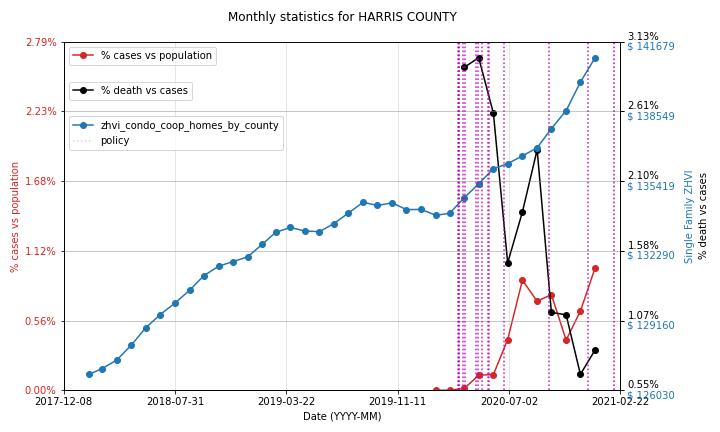 Monthly statistics for HARRIS COUNTY
% cases vs population
% death vs cases
zhvi_condo_coop_homes_by_county
policy
2.79%
2.23%
1.68%
1.12%
0.56%
0.00%
% cases vs population
3.13%
$ 141679
2.61%
$ 138549
2.10%
$ 135419
1.58%
$ 132290
1.07%
$ 129160
0.55%
$ 126030
Single Family ZHVI
% death vs cases
2017-12-08
2018-07-31
2019-03-22
2019-11-11
2020-07-02
2021-02-22
Date (YYYY-MM)